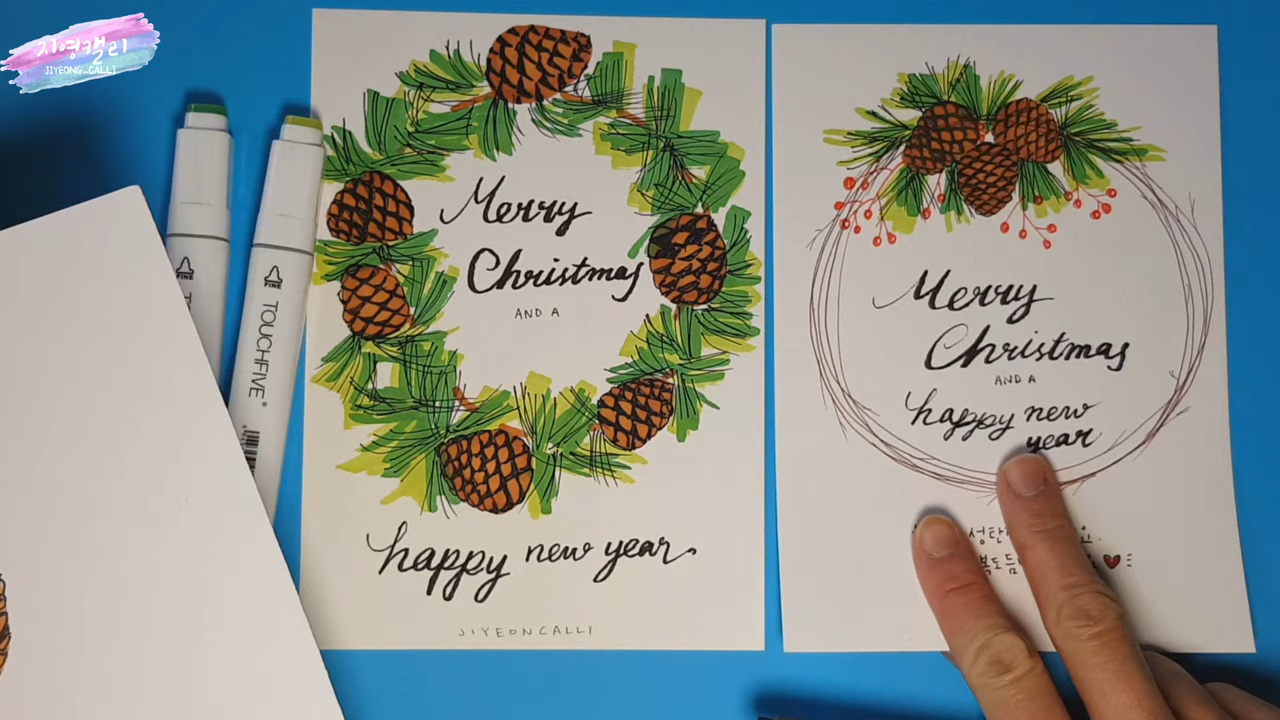 지영캘리
JIYEONG_CALLI
FINE
TOUCHFIVE
FINE
Merry
Christmas
AND A
happy new year.
JIYEONCALLI
Merry
Christmas
AND A
happy new
year